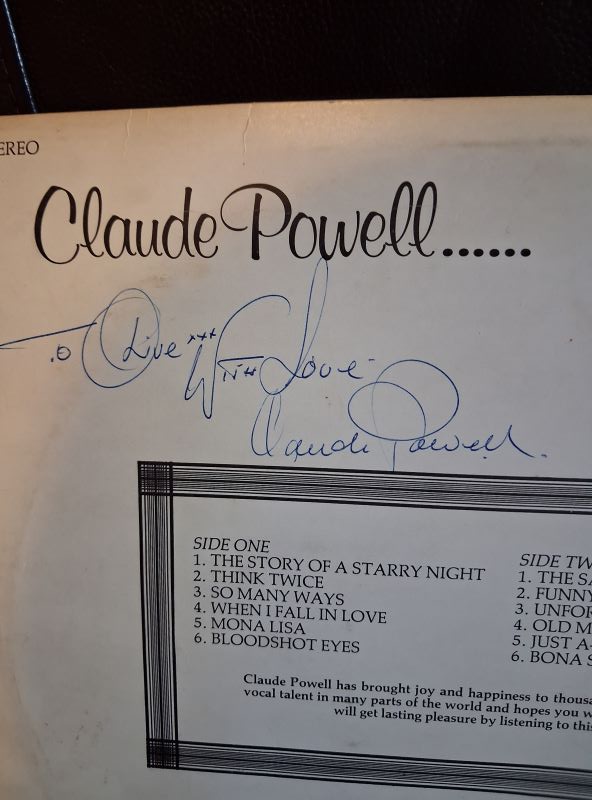 EREO
Claude Powell......
To Clive xxx
With Love
Claude Powell.
SIDE ONE
1. THE STORY OF A STARRY NIGHT
2. THINK TWICE
3. SO MANY WAYS
4. WHEN I FALL IN LOVE
5. MONA LISA
6. BLOODSHOT EYES
SIDE TW
1. THE SA
2. FUNNY
3. UNFOR
4. OLD M
5. JUST A
6. BONA S
Claude Powell has brought joy and happiness to thousa
vocal talent in many parts of the world and hopes you w
will get lasting pleasure by listening to this